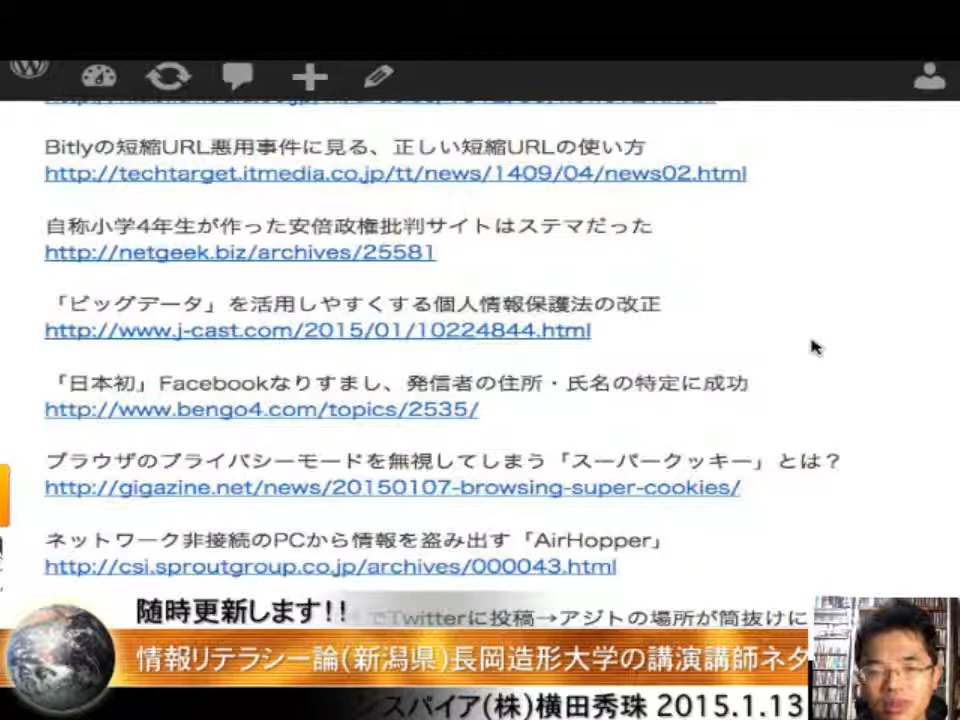 Bitlyの短縮URL悪用事件に見る、正しい短縮URLの使い方
http://techtarget.itmedia.co.jp/tt/news/1409/04/news02.html
自称小学4年生が作った安倍政権批判サイトはステマだった
http://netgeek.biz/archives/25581
「ビッグデータ」を活用しやすくする個人情報保護法の改正
http://www.j-cast.com/2015/01/10224844.html
「日本初」Facebookなりすまし、発信者の住所・氏名の特定に成功
http://www.bengo4.com/topics/2535/
ブラウザのプライバシーモードを無視してしまう「スーパークッキー」とは？
http://gigazine.net/news/20150107-browsing-super-cookies/
ネットワーク非接続のPCから情報を盗み出す「AirHopper」
http://csi.sproutgroup.co.jp/archives/000043.html
随時更新します!!
でTwitterに投稿→アジトの場所が筒抜けに
情報リテラシー論(新潟県)長岡造形大学の講演講師ネタ
スパイア(株)横田秀珠 2015.1.13